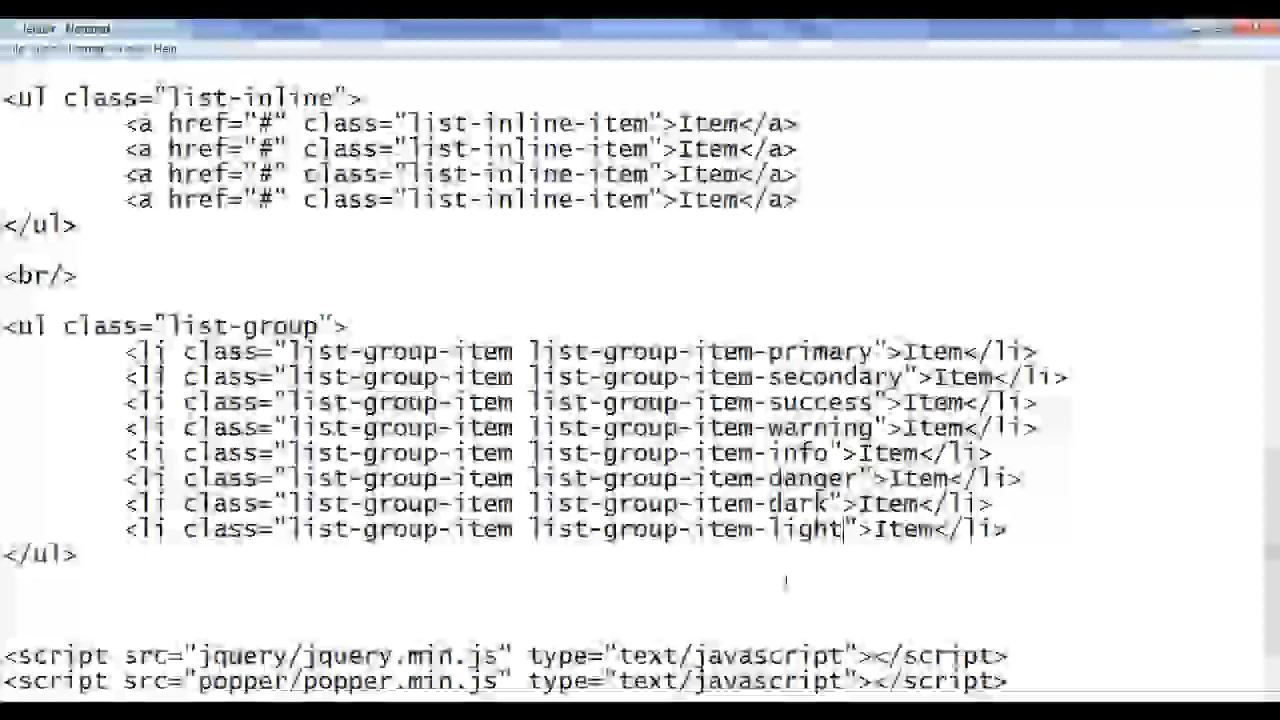 Notepad
Help
<ul class="list-inline">
<a href="#" class="list-inline-item">Item</a>
<a href="#" class="list-inline-item">Item</a>
<a href="#" class="list-inline-item">Item</a>
<a href="#" class="list-inline-item">Item</a>
</ul>
<br/>
<ul class="list-group">
<li class="list-group-item list-group-item-primary">Item</li>
<li class="list-group-item list-group-item-secondary">Item</li>
<li class="list-group-item list-group-item-success">Item</li>
<li class="list-group-item list-group-item-warning">Item</li>
<li class="list-group-item list-group-item-info">Item</li>
<li class="list-group-item list-group-item-danger">Item</li>
<li class="list-group-item list-group-item-dark">Item</li>
<li class="list-group-item list-group-item-light">Item</li>
</ul>
<script src="jquery/jquery.min.js" type="text/javascript"></script>
<script src="popper/popper.min.js" type="text/javascript"></script>